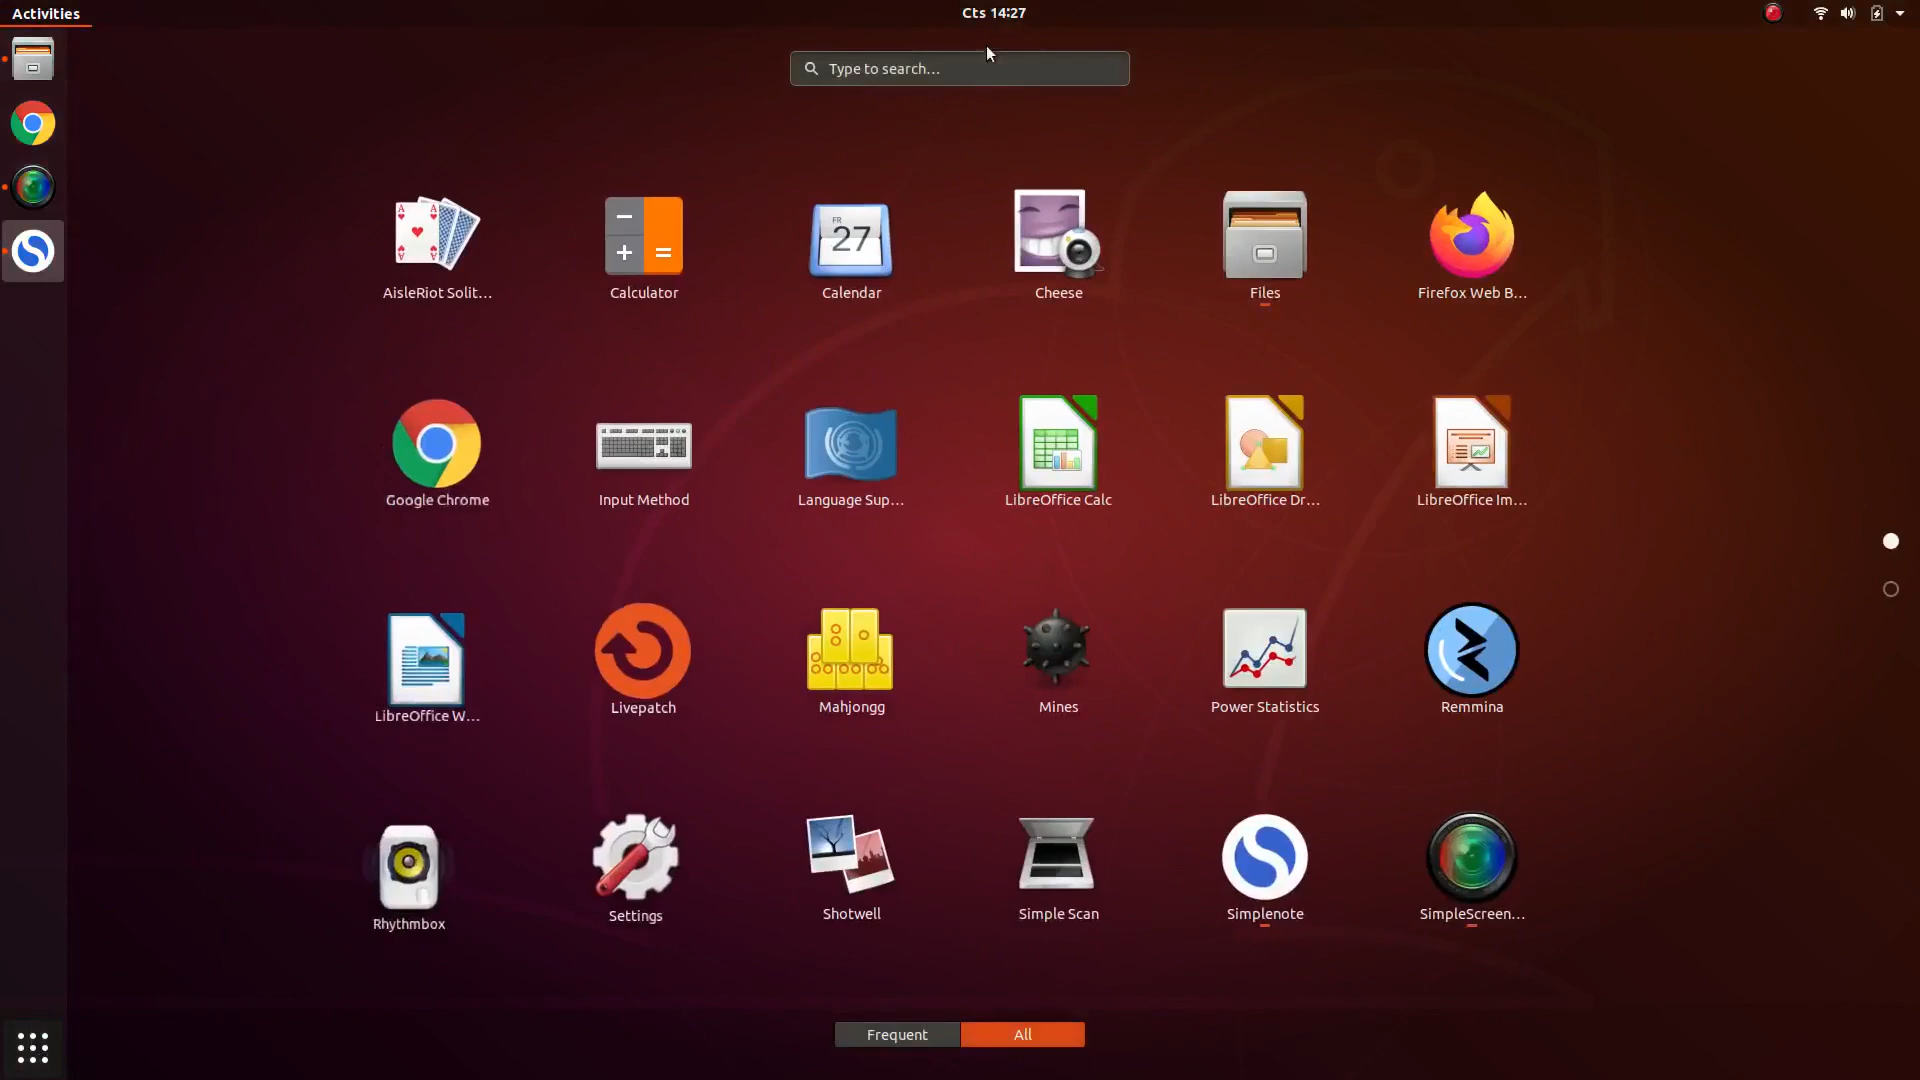 Activities
Cts 14:27
Type to search...
AisleRiot Solit...
Calculator
FR
27
Calendar
Cheese
Files
Firefox Web B...
Google Chrome
Input Method
Language Sup...
LibreOffice Calc
LibreOffice Dr...
LibreOffice Im...
LibreOffice W...
Livepatch
Mahjongg
Mines
Power Statistics
Remmina
Rhythmbox
Settings
Shotwell
Simple Scan
Simplenote
SimpleScreen...
Frequent
All